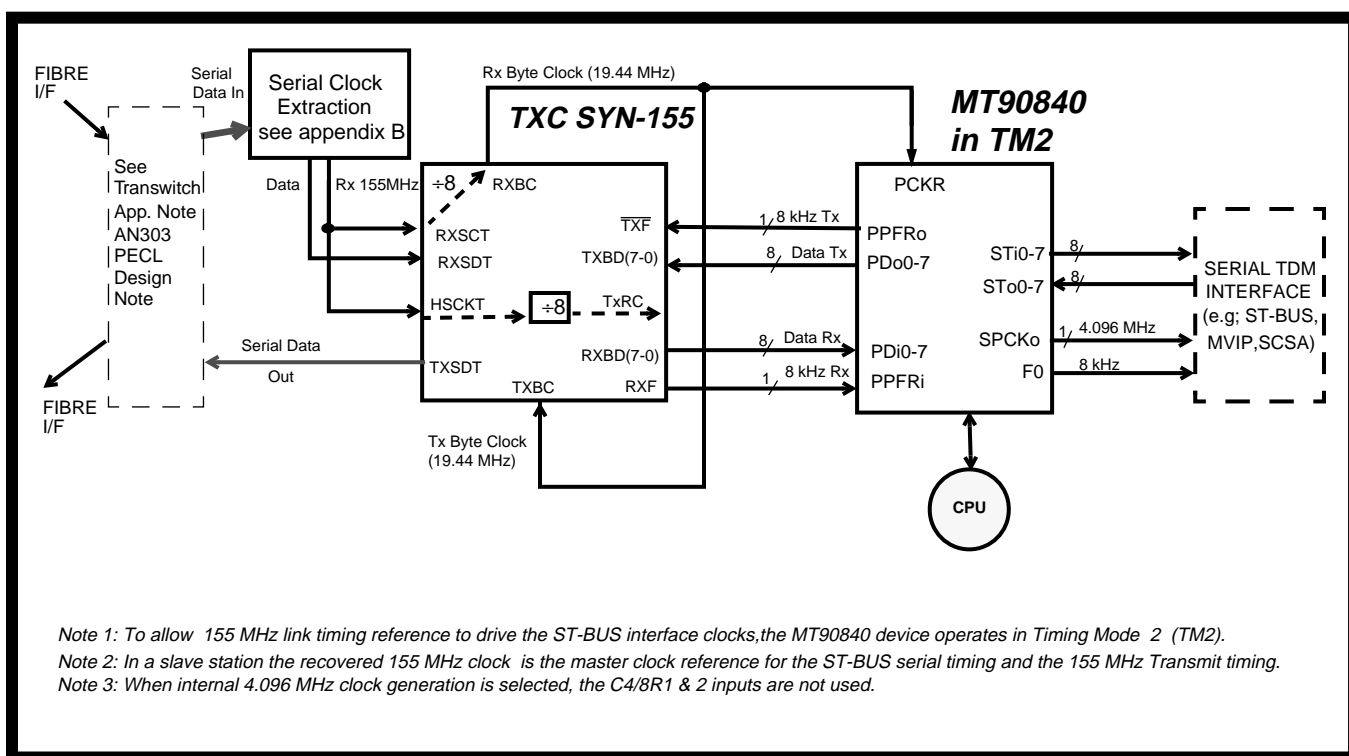 FIBRE
I/F
Serial
Data In
Serial Clock
Extraction
see appendix B
Rx Byte Clock (19.44 MHz)
TXC SYN-155
MT90840
in TM2
See
Transwitch
App. Note
AN303
PECL
Design
Note
Data
Rx 155MHz
÷8
RXBC
RXSCT
RXSDT
HSCKT
÷8
TxRC
TXSDT
TXBC
TXF
TXBD(7-0)
RXBD(7-0)
RXF
1 8 kHz Tx
8 Data Tx
8 Data Rx
1 8 kHz Rx
PCKR
PPFRo
PDo0-7
PDi0-7
PPFRi
STi0-7
STo0-7
SPCKo
F0
8
8
1 4.096 MHz
8 kHz
SERIAL TDM
INTERFACE
(e.g; ST-BUS,
MVIP,SCSA)
Serial Data
Out
FIBRE
I/F
Tx Byte Clock
(19.44 MHz)
CPU
Note 1: To allow 155 MHz link timing reference to drive the ST-BUS interface clocks,the MT90840 device operates in Timing Mode 2 (TM2).
Note 2: In a slave station the recovered 155 MHz clock is the master clock reference for the ST-BUS serial timing and the 155 MHz Transmit timing.
Note 3: When internal 4.096 MHz clock generation is selected, the C4/8R1 & 2 inputs are not used.